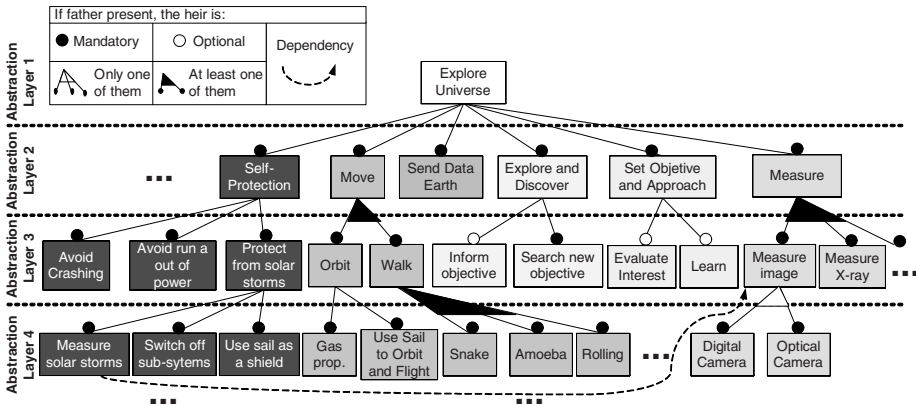 If father present, the heir is:
Mandatory
Optional
Dependency
Only one
of them
At least one
of them
Abstraction
Layer 1
Explore
Universe
Abstraction
Layer 2
...
Self-
Protection
Move
Send Data
Earth
Explore and
Discover
Set Objetive
and Approach
Measure
Abstraction
Layer 3
Avoid
Crashing
Avoid run a
out of
power
Protect
from solar
storms
Orbit
Walk
Inform
objective
Search new
objective
Evaluate
Interest
Learn
Measure
image
Measure
X-ray
...
Abstraction
Layer 4
Measure
solar storms
Switch off
sub-sytems
Use sail as
a shield
Gas
prop.
Use Sail
to Orbit
and Flight
Snake
Amoeba
Rolling
...
Digital
Camera
Optical
Camera
...
...
...